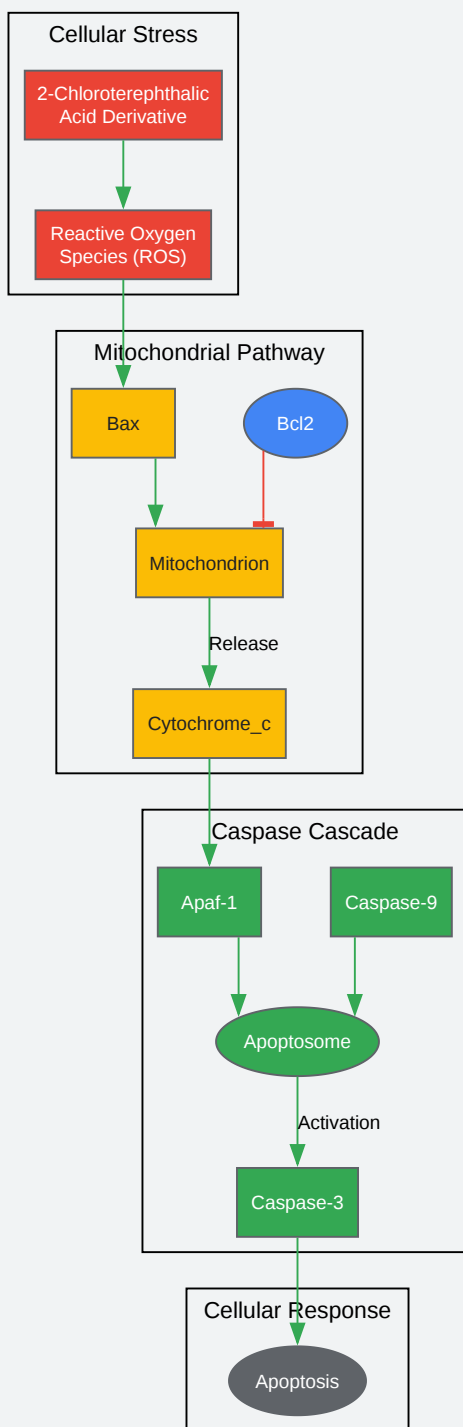 Cellular Stress
2-Chloroterephthalic
Acid Derivative
Reactive Oxygen
Species (ROS)
Mitochondrial Pathway
Bax
Bcl2
Mitochondrion
Release
Cytochrome_c
Caspase Cascade
Apaf-1
Caspase-9
Apoptosome
Activation
Caspase-3
Cellular Response
Apoptosis